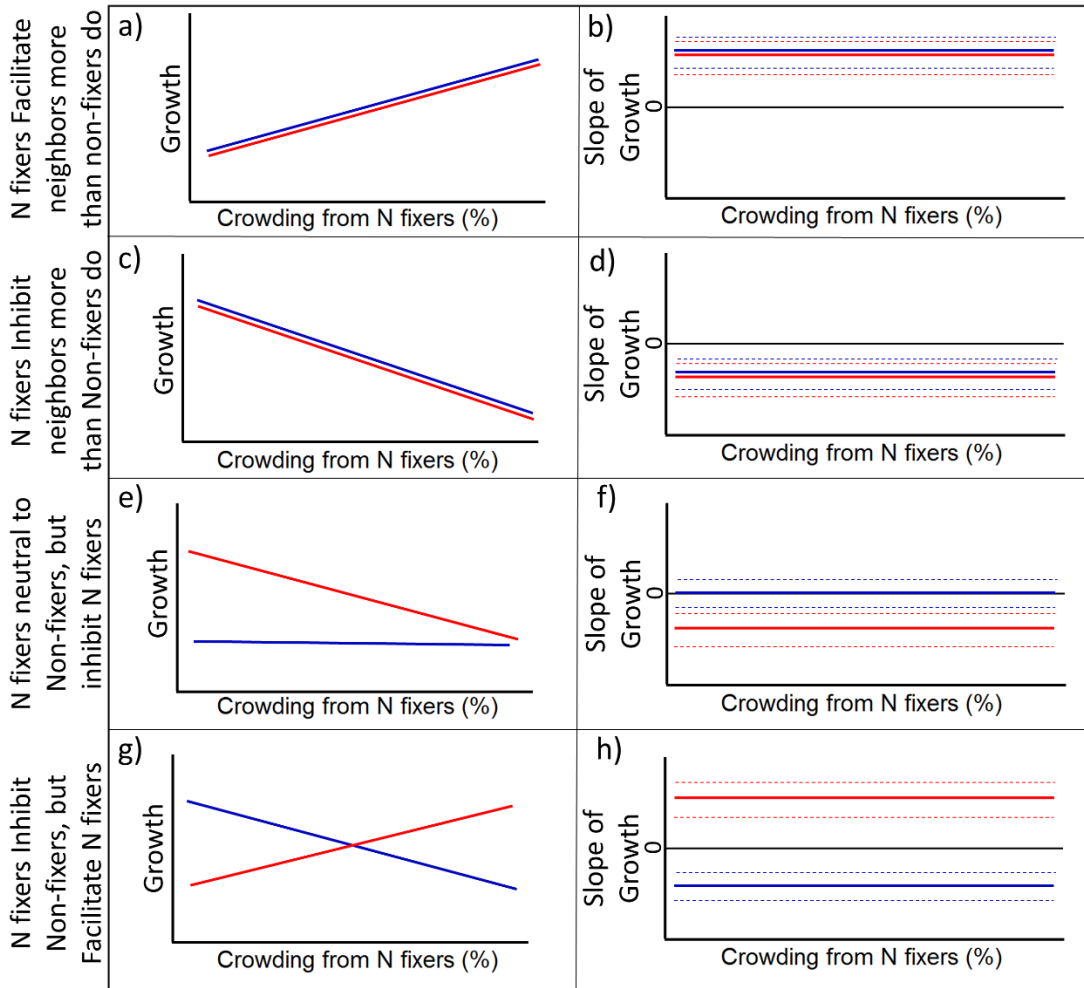 N fixers Facilitate
neighbors more
than non-fixers do
a)
Growth
Crowding from N fixers (%)
b)
Slope of
Growth
0
Crowding from N fixers (%)
N fixers Inhibit
neighbors more
than Non-fixers do
c)
Growth
Crowding from N fixers (%)
d)
Slope of
Growth
0
Crowding from N fixers (%)
N fixers neutral to
Non-fixers, but
inhibit N fixers
e)
Growth
Crowding from N fixers (%)
f)
Slope of
Growth
0
Crowding from N fixers (%)
N fixers Inhibit
Non-fixers, but
Facilitate N fixers
g)
Growth
Crowding from N fixers (%)
h)
Slope of
Growth
0
Crowding from N fixers (%)